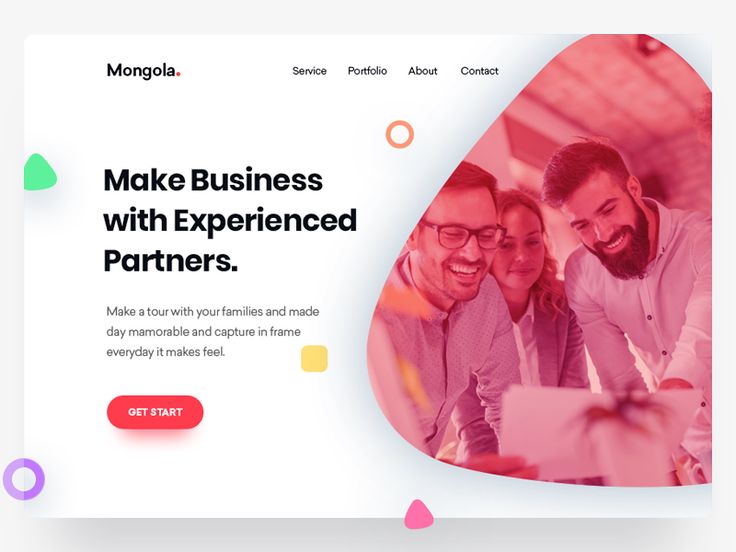 Mongola.
Service Portfolio About Contact
Make Business
with Experienced
Partners.
Make a tour with your families and made
day mamorable and capture in frame
everyday it makes feel.
GET START